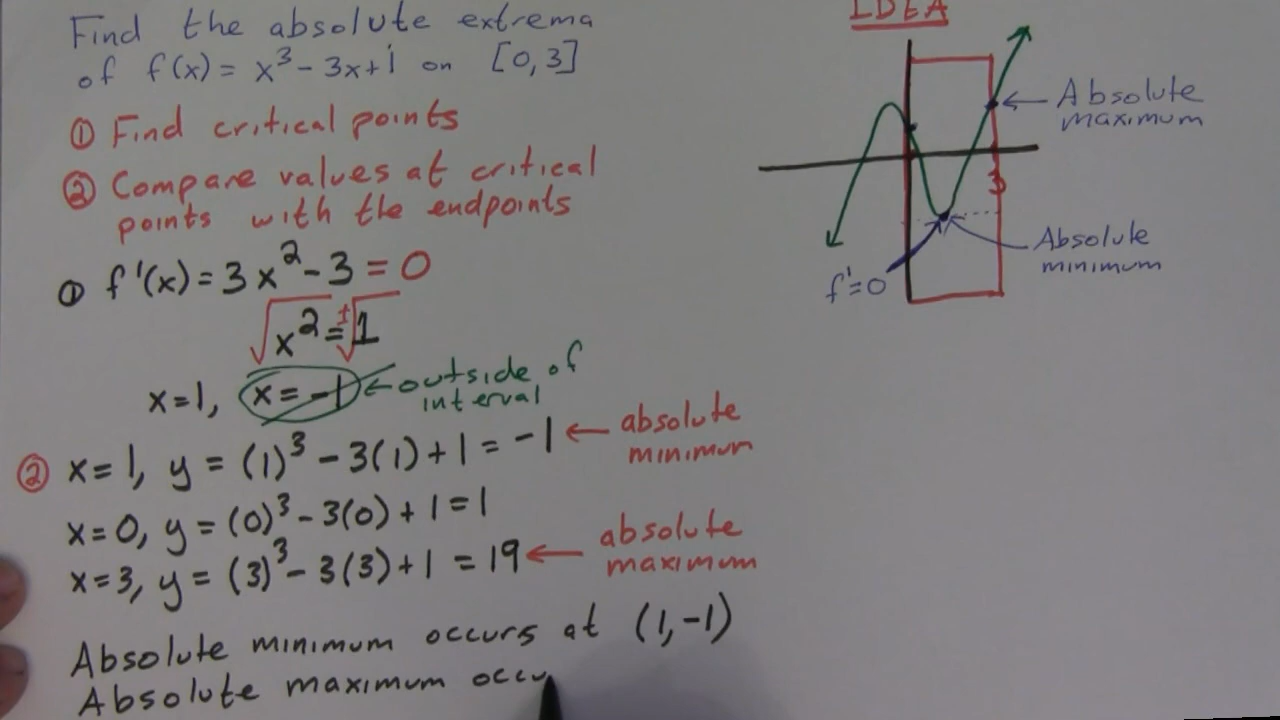 Find the absolute extrema
of f(x) = x³ - 3x+1 on [0,3]
① Find critical points
② Compare values at critical
points with the endpoints
① f'(x) = 3x² - 3 = 0
√x² = ±√1
x=1, x=-1 ← outside of
interval
② x=1, y = (1)³ - 3(1) + 1 = -1 ← absolute
minimum
x=0, y = (0)³ - 3(0) + 1 = 1
x=3, y = (3)³ - 3(3) + 1 = 19 ← absolute
maximum
Absolute minimum occurs at (1,-1)
Absolute maximum occu
IDEA
← Absolute
maximum
3
Absolute
minimum
f'=0